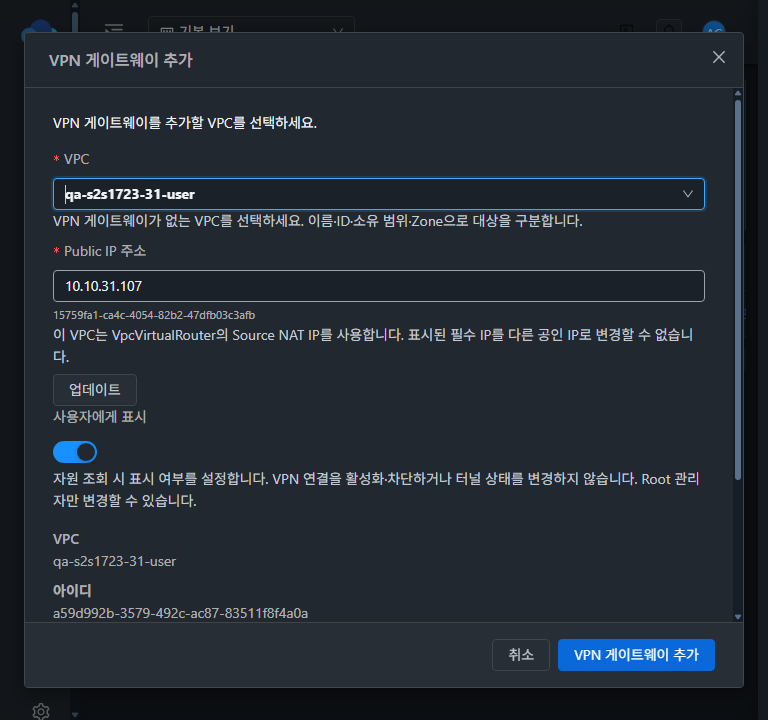 VPN 게이트웨이 추가
VPN 게이트웨이를 추가할 VPC를 선택하세요.
* VPC
qa-s2s1723-31-user
VPN 게이트웨이가 없는 VPC를 선택하세요. 이름·ID·소유 범위·Zone으로 대상을 구분합니다.
* Public IP 주소
10.10.31.107
15759fa1-ca4c-4054-82b2-47dfb03c3afb
이 VPC는 VpcVirtualRouter의 Source NAT IP를 사용합니다. 표시된 필수 IP를 다른 공인 IP로 변경할 수 없습니
다.
업데이트
사용자에게 표시
자원 조회 시 표시 여부를 설정합니다. VPN 연결을 활성화·차단하거나 터널 상태를 변경하지 않습니다. Root 관리
자만 변경할 수 있습니다.
VPC
qa-s2s1723-31-user
아이디
a59d992b-3579-492c-ac87-83511f8f4a0a
취소
VPN 게이트웨이 추가